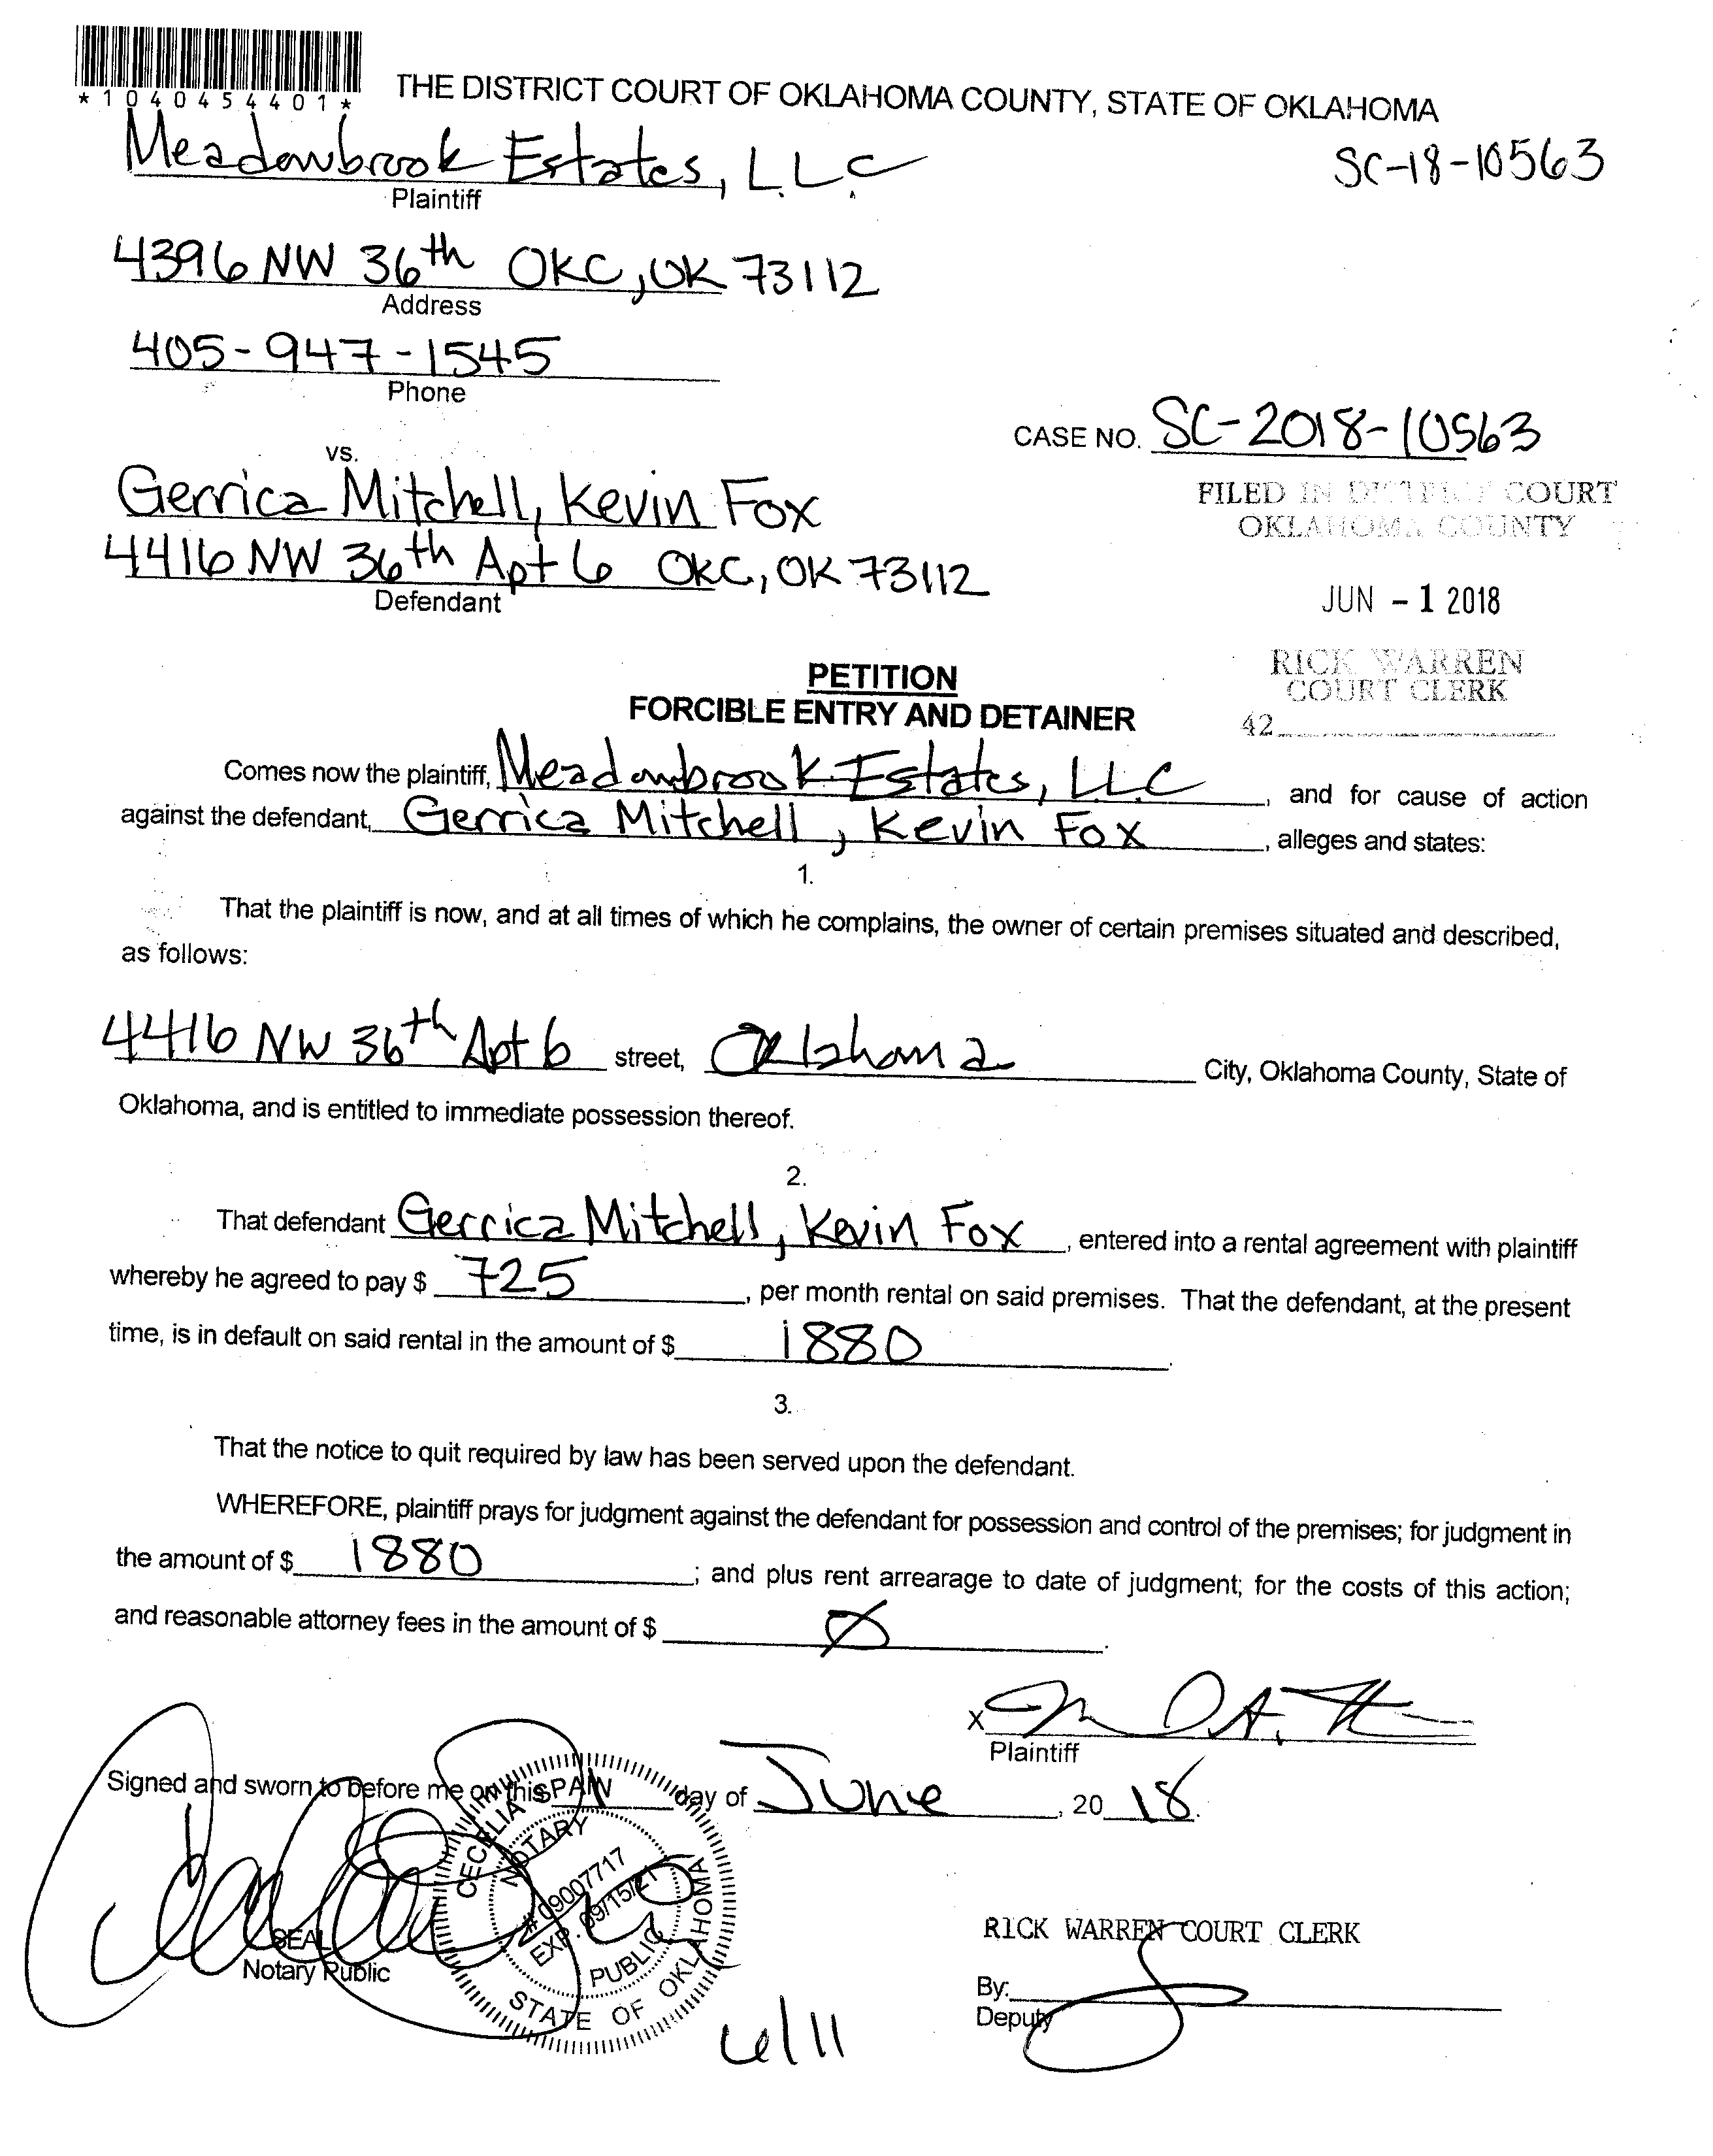 *1040454401*
THE DISTRICT COURT OF OKLAHOMA COUNTY, STATE OF OKLAHOMA
Meadowbrook Estates, LLC
SC-18-10563
Plaintiff
4396 NW 36th OKC, OK 73112
Address
405-947-1545
Phone
CASE NO. SC-2018-10563
vs.
Gerrica Mitchell, Kevin Fox
FILED IN DISTRICT COURT
OKLAHOMA COUNTY
4416 NW 36th Apt 6 OKC, OK 73112
Defendant
JUN - 1 2018
RICK WARREN
COURT CLERK
42
PETITION
FORCIBLE ENTRY AND DETAINER
Comes now the plaintiff, Meadowbrook Estates, LLC, and for cause of action
against the defendant, Gerrica Mitchell, Kevin Fox, alleges and states:
1.
That the plaintiff is now, and at all times of which he complains, the owner of certain premises situated and described,
as follows:
4416 NW 36th Apt 6 street, Oklahoma City, Oklahoma County, State of
Oklahoma, and is entitled to immediate possession thereof.
2.
That defendant Gerrica Mitchell, Kevin Fox, entered into a rental agreement with plaintiff
whereby he agreed to pay $ 725, per month rental on said premises. That the defendant, at the present
time, is in default on said rental in the amount of $ 1880.
3.
That the notice to quit required by law has been served upon the defendant.
WHEREFORE, plaintiff prays for judgment against the defendant for possession and control of the premises; for judgment in
the amount of $ 1880; and plus rent arrearage to date of judgment; for the costs of this action;
and reasonable attorney fees in the amount of $ Ø.
X
Plaintiff
Signed and sworn to before me on this day of June, 2018.
CECELIA SPAIN
NOTARY
# 09007717
EXP. 09/15/21
PUBLIC
STATE OF OKLAHOMA
SEAL
Notary Public
RICK WARREN COURT CLERK
By:
Deputy
6/11